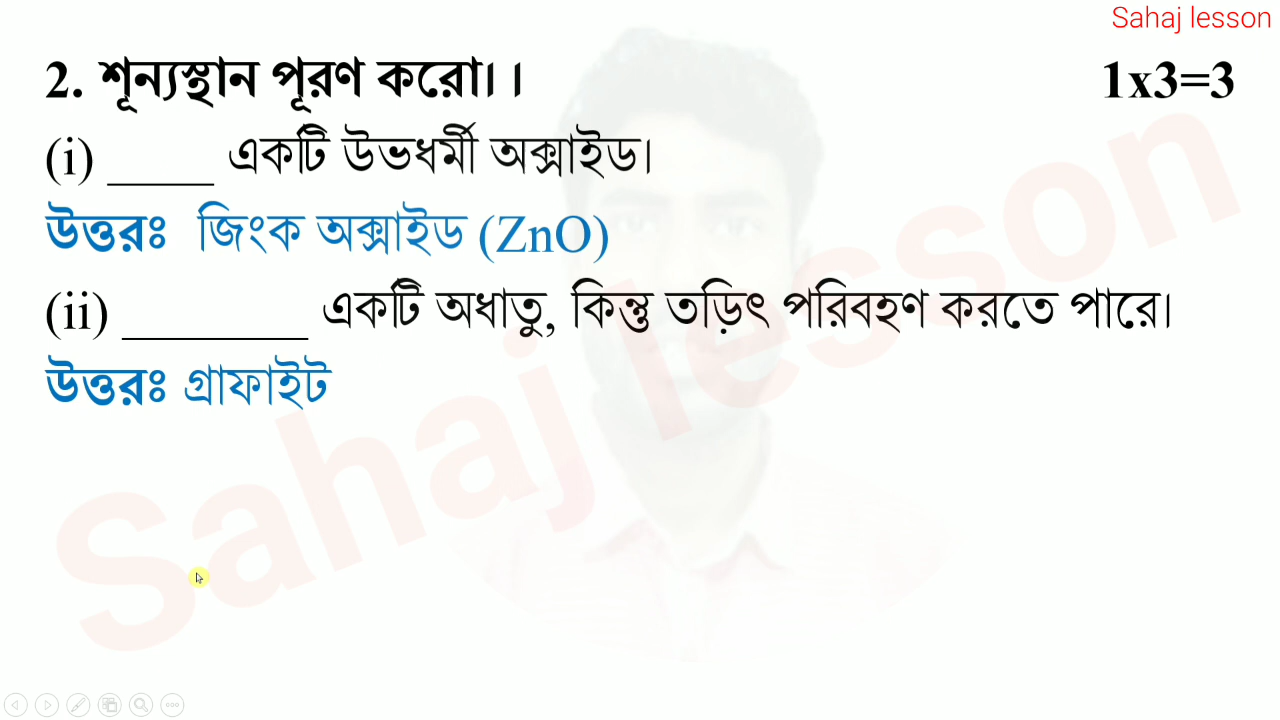 Sahaj lesson
2. শূন্যস্থান পূরণ করো।। 1x3=3
(i) _____ একটি উভধর্মী অক্সাইড।
উত্তরঃ জিংক অক্সাইড (ZnO)
(ii) ________ একটি অধাতু, কিন্তু তড়িৎ পরিবহণ করতে পারে।
উত্তরঃ গ্রাফাইট
Sahaj lesson